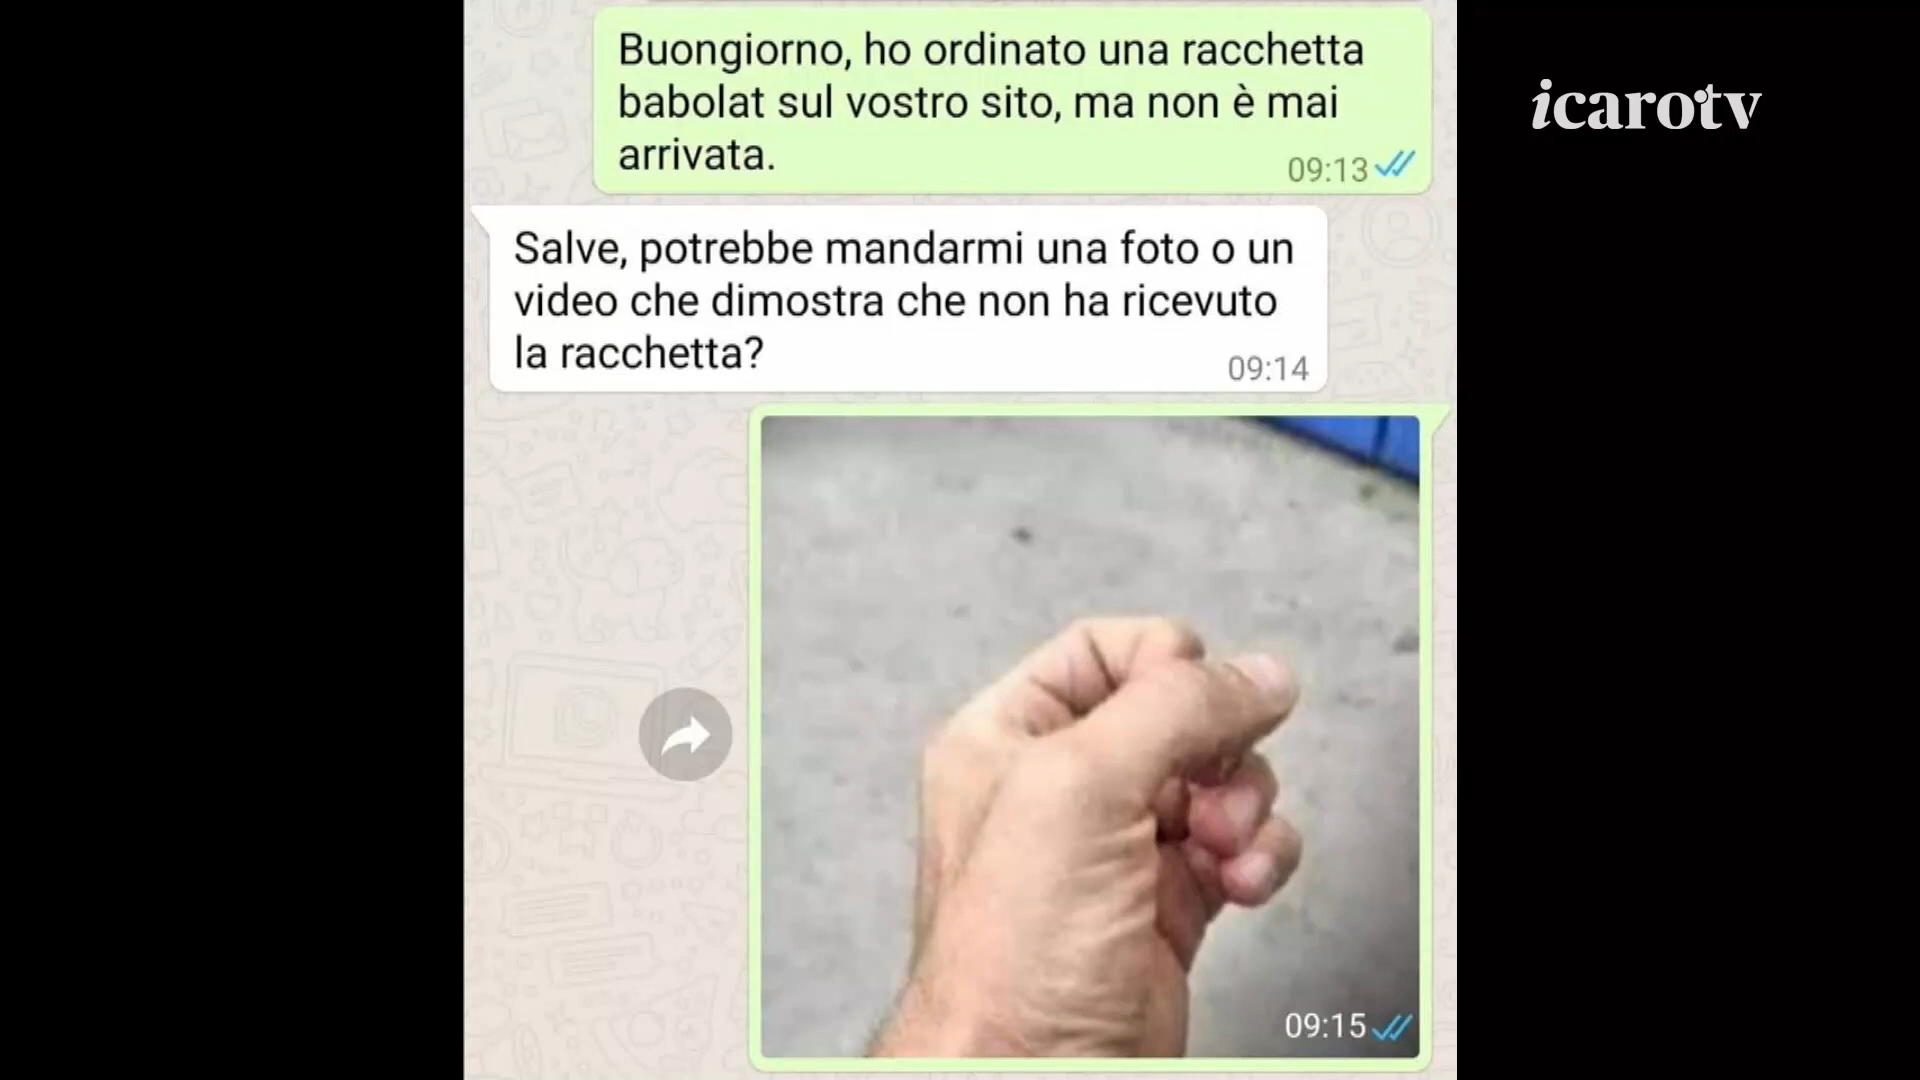 Buongiorno, ho ordinato una racchetta
babolat sul vostro sito, ma non è mai
arrivata.
09:13
icarotv
Salve, potrebbe mandarmi una foto o un
video che dimostra che non ha ricevuto
la racchetta?
09:14
09:15